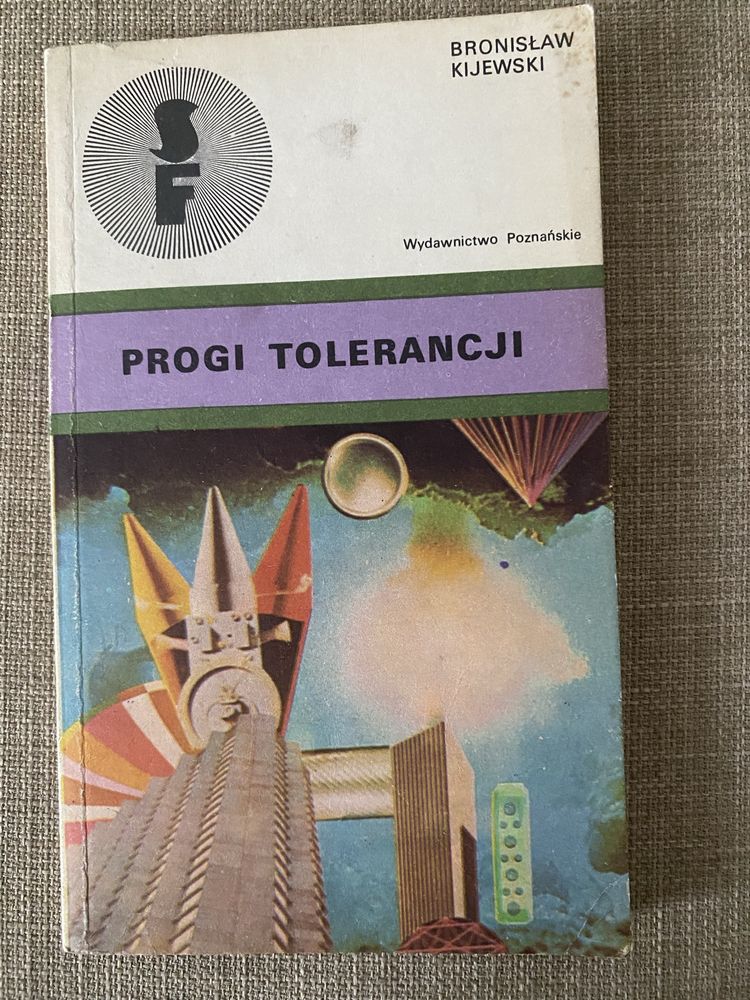 BRONISŁAW
KIJEWSKI
SF
Wydawnictwo Poznańskie
PROGI TOLERANCJI